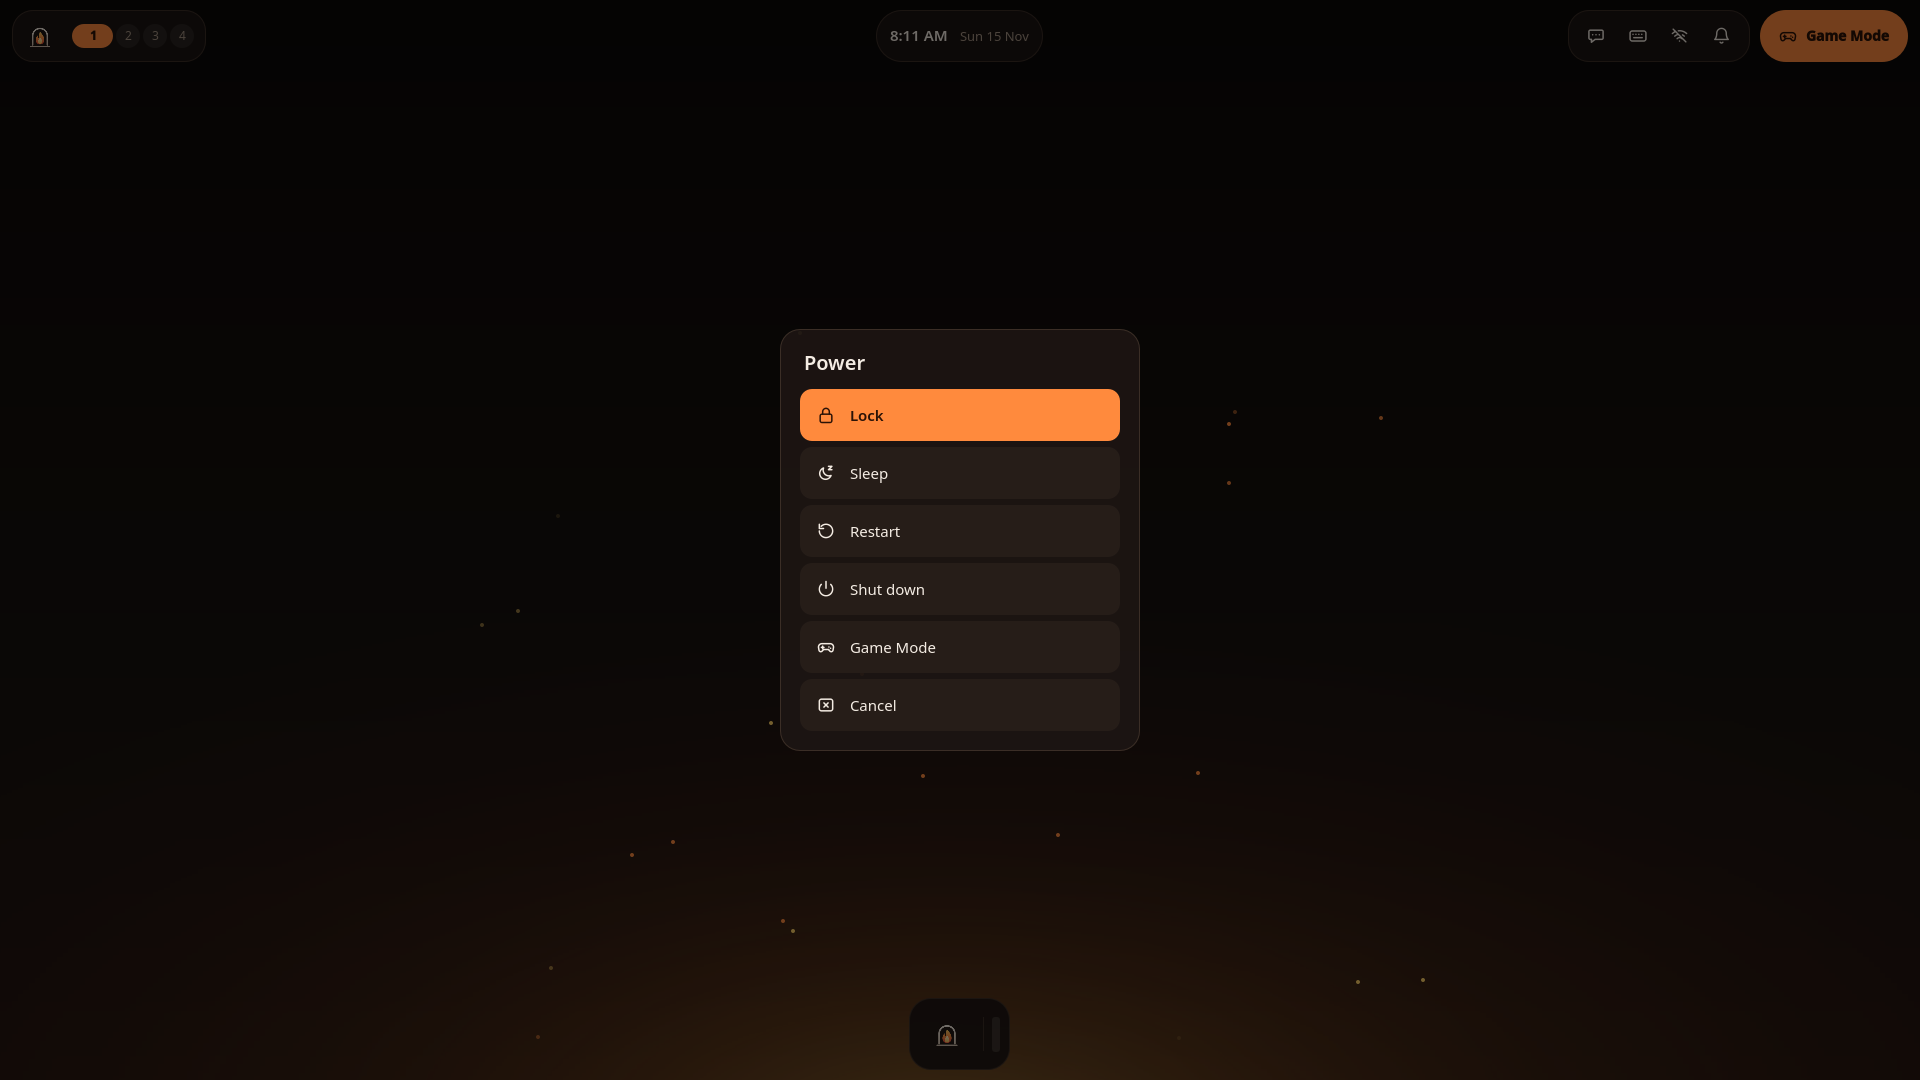 1 2 3 4
8:11 AM Sun 15 Nov
Game Mode
Power
Lock
Sleep
Restart
Shut down
Game Mode
Cancel